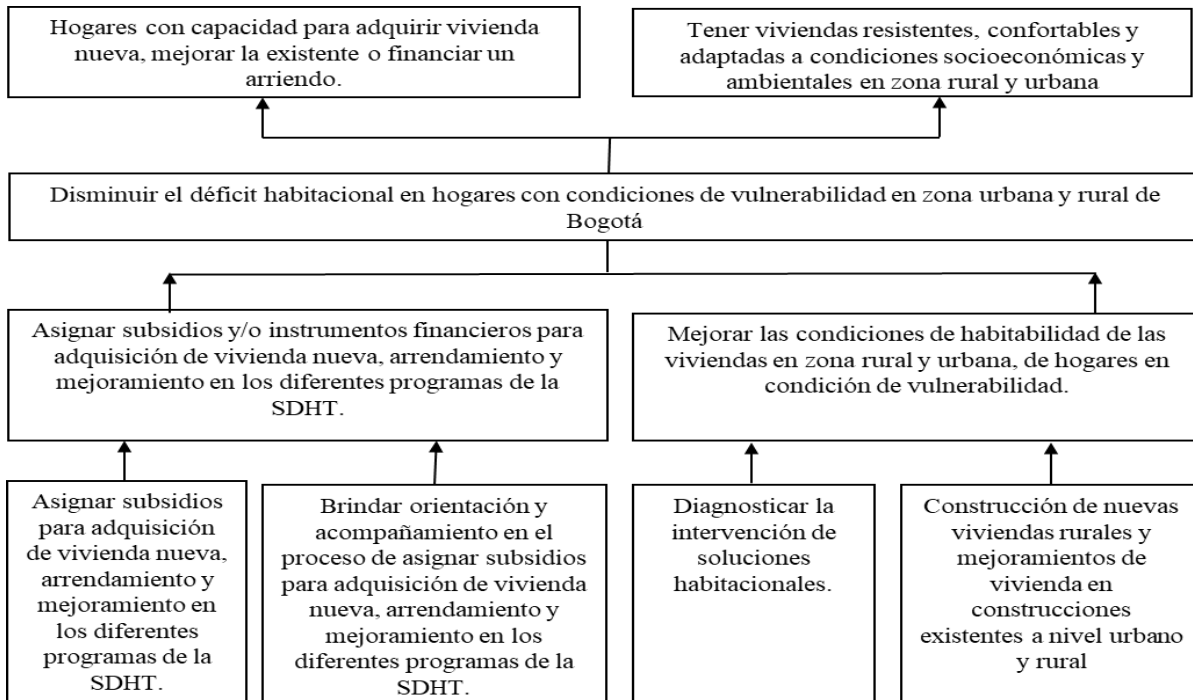 Hogares con capacidad para adquirir vivienda
nueva, mejorar la existente o financiar un
arriendo.
Tener viviendas resistentes, confortables y
adaptadas a condiciones socioeconómicas y
ambientales en zona rural y urbana
Disminuir el déficit habitacional en hogares con condiciones de vulnerabilidad en zona urbana y rural de
Bogotá
Asignar subsidios y/o instrumentos financieros para
adquisición de vivienda nueva, arrendamiento y
mejoramiento en los diferentes programas de la
SDHT.
Mejorar las condiciones de habitabilidad de las
viviendas en zona rural y urbana, de hogares en
condición de vulnerabilidad.
Asignar subsidios
para adquisición
de vivienda nueva,
arrendamiento y
mejoramiento en
los diferentes
programas de la
SDHT.
Brindar orientación y
acompañamiento en el
proceso de asignar subsidios
para adquisición de vivienda
nueva, arrendamiento y
mejoramiento en los
diferentes programas de la
SDHT.
Diagnosticar la
intervención de
soluciones
habitacionales.
Construcción de nuevas
viviendas rurales y
mejoramientos de
vivienda en
construcciones
existentes a nivel urbano
y rural